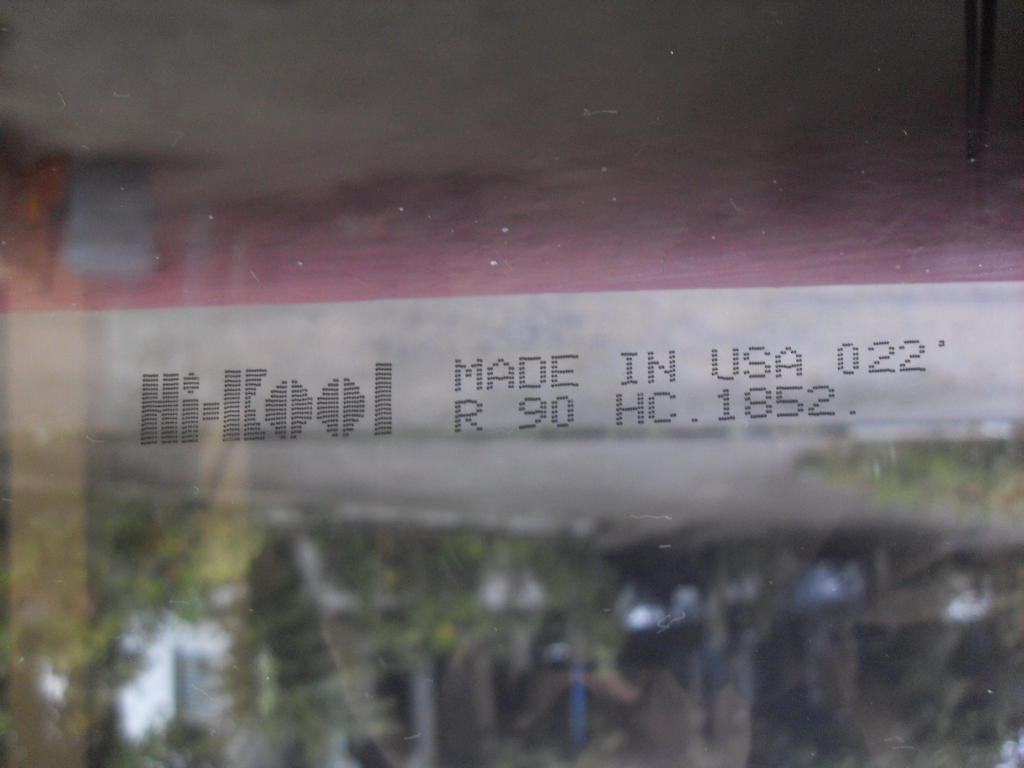 Hi-Kool MADE IN USA 022'
R 90 HC.1852.